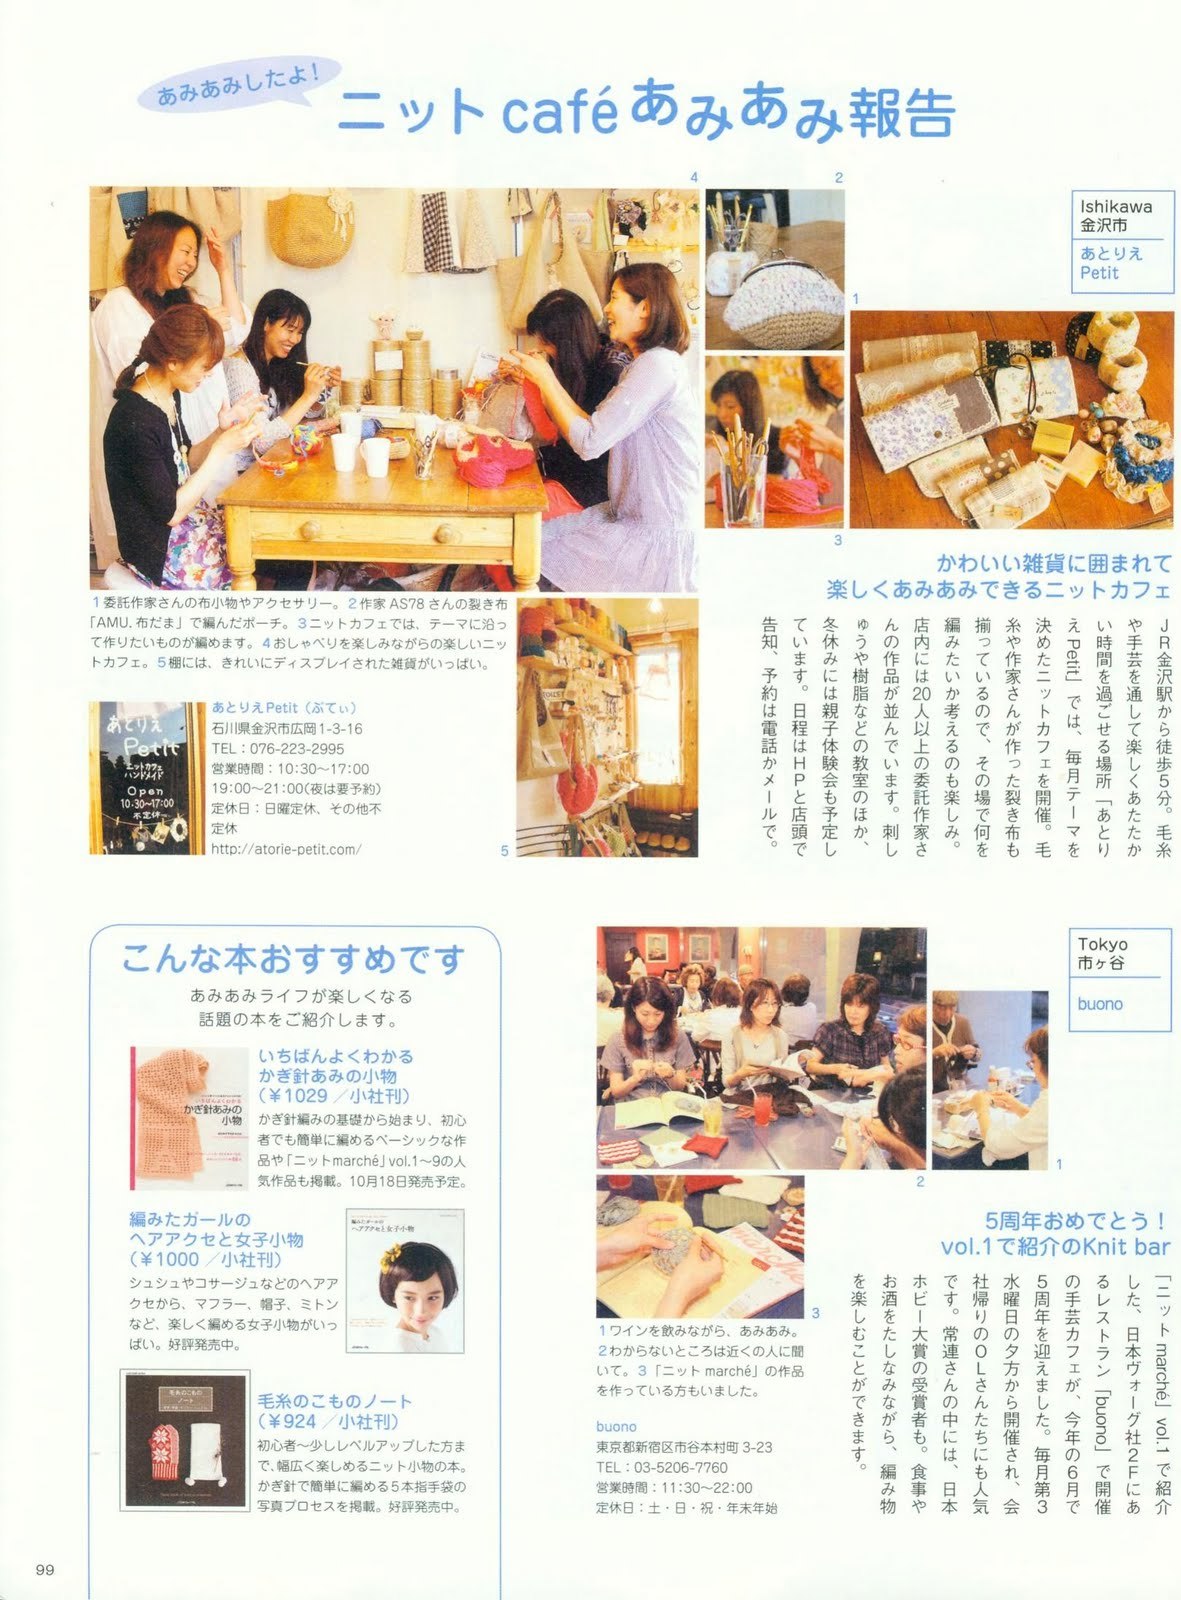 あみあみしたよ!
ニットcaféあみあみ報告
4
2
1
3
Ishikawa
金沢市
あとりえ
Petit
かわいい雑貨に囲まれて
楽しくあみあみできるニットカフェ
JR金沢駅から徒歩5分。毛糸
や手芸を通して楽しくあたたか
い時間を過ごせる場所「あとり
えPetit」では、毎月テーマを
決めたニットカフェを開催。毛
糸や作家さんが作った裂き布も
揃っているので、その場で何を
編みたいか考えるのも楽しみ。
店内には20人以上の委託作家さ
んの作品が並んでいます。刺し
ゅうや樹脂などの教室のほか、
冬休みには親子体験会も予定し
ています。日程はHPと店頭で
告知、予約は電話かメールで。
1委託作家さんの布小物やアクセサリー。2作家AS78さんの裂き布
「AMU.布だま」で編んだポーチ。3ニットカフェでは、テーマに沿っ
て作りたいものが編めます。4おしゃべりを楽しみながらの楽しいニッ
トカフェ。5棚には、きれいにディスプレイされた雑貨がいっぱい。
5
あとりえ
Petit
ニットカフェ
ハンドメイド
Open
10:30〜17:00
不定休
あとりえPetit(ぷてぃ)
石川県金沢市広岡1-3-16
TEL:076-223-2995
営業時間:10:30〜17:00
19:00〜21:00(夜は要予約)
定休日:日曜定休、その他不
定休
http://atorie-petit.com/
こんな本おすすめです
あみあみライフが楽しくなる
話題の本をご紹介します。
いちばんよくわかる
かぎ針あみの
小物
いちばんよくわかる
かぎ針あみの小物
(¥1029/小社刊)
かぎ針編みの基礎から始まり、初心
者でも簡単に編めるベーシックな作
品や「ニットmarché」vol.1〜9の人
気作品も掲載。10月18日発売予定。
編みたガールの
ヘアアクセと女子小物
(¥1000/小社刊)
シュシュやコサージュなどのヘアア
クセから、マフラー、帽子、ミトン
など、楽しく編める女子小物がいっ
ぱい。好評発売中。
編みたガールの
ヘアアクセと女子小物
毛糸のこもの
ノート
毛糸のこものノート
(¥924/小社刊)
初心者〜少しレベルアップした方ま
で、幅広く楽しめるニット小物の本。
かぎ針で簡単に編める5本指手袋の
写真プロセスを掲載。好評発売中。
Tokyo
市ヶ谷
buono
1
2
3
5周年おめでとう!
vol.1で紹介のKnit bar
「ニットmarché」vol.1で紹介
した、日本ヴォーグ社2Fにあ
るレストラン「buono」で開催
の手芸カフェが、今年の6月で
5周年を迎えました。毎月第3
水曜日の夕方から開催され、会
社帰りのOLさんたちにも人気
です。常連さんの中には、日本
ホビー大賞の受賞者も。食事や
お酒をたしなみながら、編み物
を楽しむことができます。
1ワインを飲みながら、あみあみ。
2わからないところは近くの人に聞
いて。3「ニットmarché」の作品
を作っている方もいました。
buono
東京都新宿区市谷本村町3-23
TEL:03-5206-7760
営業時間:11:30〜22:00
定休日:土・日・祝・年末年始
99